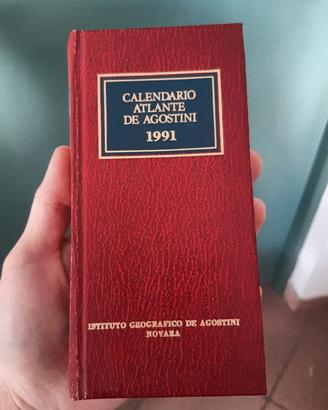 CALENDARIO
ATLANTE
DE AGOSTINI
1991
ISTITUTO GEOGRAFICO DE AGOSTINI
NOVARA